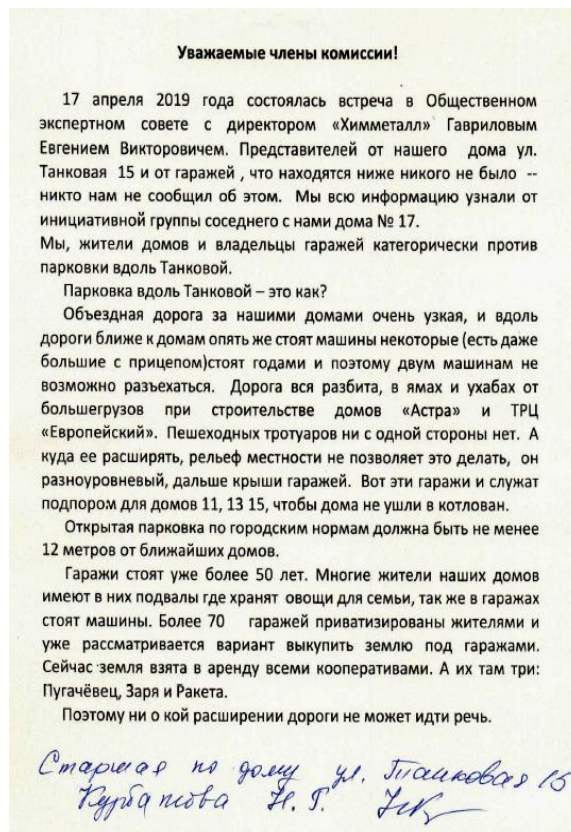 Уважаемые члены комиссии!
17 апреля 2019 года состоялась встреча в Общественном
экспертном совете с директором «Химметалл» Гавриловым
Евгением Викторовичем. Представителей от нашего дома ул.
Танковая 15 и от гаражей , что находятся ниже никого не было --
никто нам не сообщил об этом. Мы всю информацию узнали от
инициативной группы соседнего с нами дома № 17.
Мы, жители домов и владельцы гаражей категорически против
парковки вдоль Танковой.
Парковка вдоль Танковой – это как?
Объездная дорога за нашими домами очень узкая, и вдоль
дороги ближе к домам опять же стоят машины некоторые (есть даже
большие с прицепом)стоят годами и поэтому двум машинам не
возможно разъехаться. Дорога вся разбита, в ямах и ухабах от
большегрузов при строительстве домов «Астра» и ТРЦ
«Европейский». Пешеходных тротуаров ни с одной стороны нет. А
куда ее расширять, рельеф местности не позволяет это делать, он
разноуровневый, дальше крыши гаражей. Вот эти гаражи и служат
подпором для домов 11, 13 15, чтобы дома не ушли в котлован.
Открытая парковка по городским нормам должна быть не менее
12 метров от ближайших домов.
Гаражи стоят уже более 50 лет. Многие жители наших домов
имеют в них подвалы где хранят овощи для семьи, так же в гаражах
стоят машины. Более 70 гаражей приватизированы жителями и
уже рассматривается вариант выкупить землю под гаражами.
Сейчас земля взята в аренду всеми кооперативами. А их там три:
Пугачёвец, Заря и Ракета.
Поэтому ни о кой расширении дороги не может идти речь.
Старшая по дому ул. Танковая 15
Курбатова Н. Г.